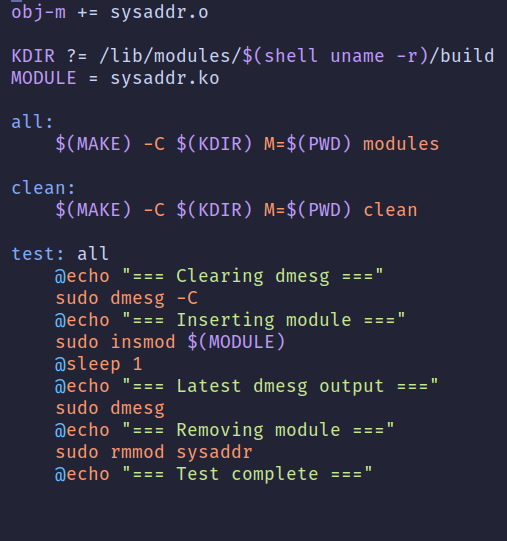 obj-m += sysaddr.o
KDIR ?= /lib/modules/$(shell uname -r)/build
MODULE = sysaddr.ko
all:
    $(MAKE) -C $(KDIR) M=$(PWD) modules
clean:
    $(MAKE) -C $(KDIR) M=$(PWD) clean
test: all
    @echo "=== Clearing dmesg ==="
    sudo dmesg -C
    @echo "=== Inserting module ==="
    sudo insmod $(MODULE)
    @sleep 1
    @echo "=== Latest dmesg output ==="
    sudo dmesg
    @echo "=== Removing module ==="
    sudo rmmod sysaddr
    @echo "=== Test complete ==="